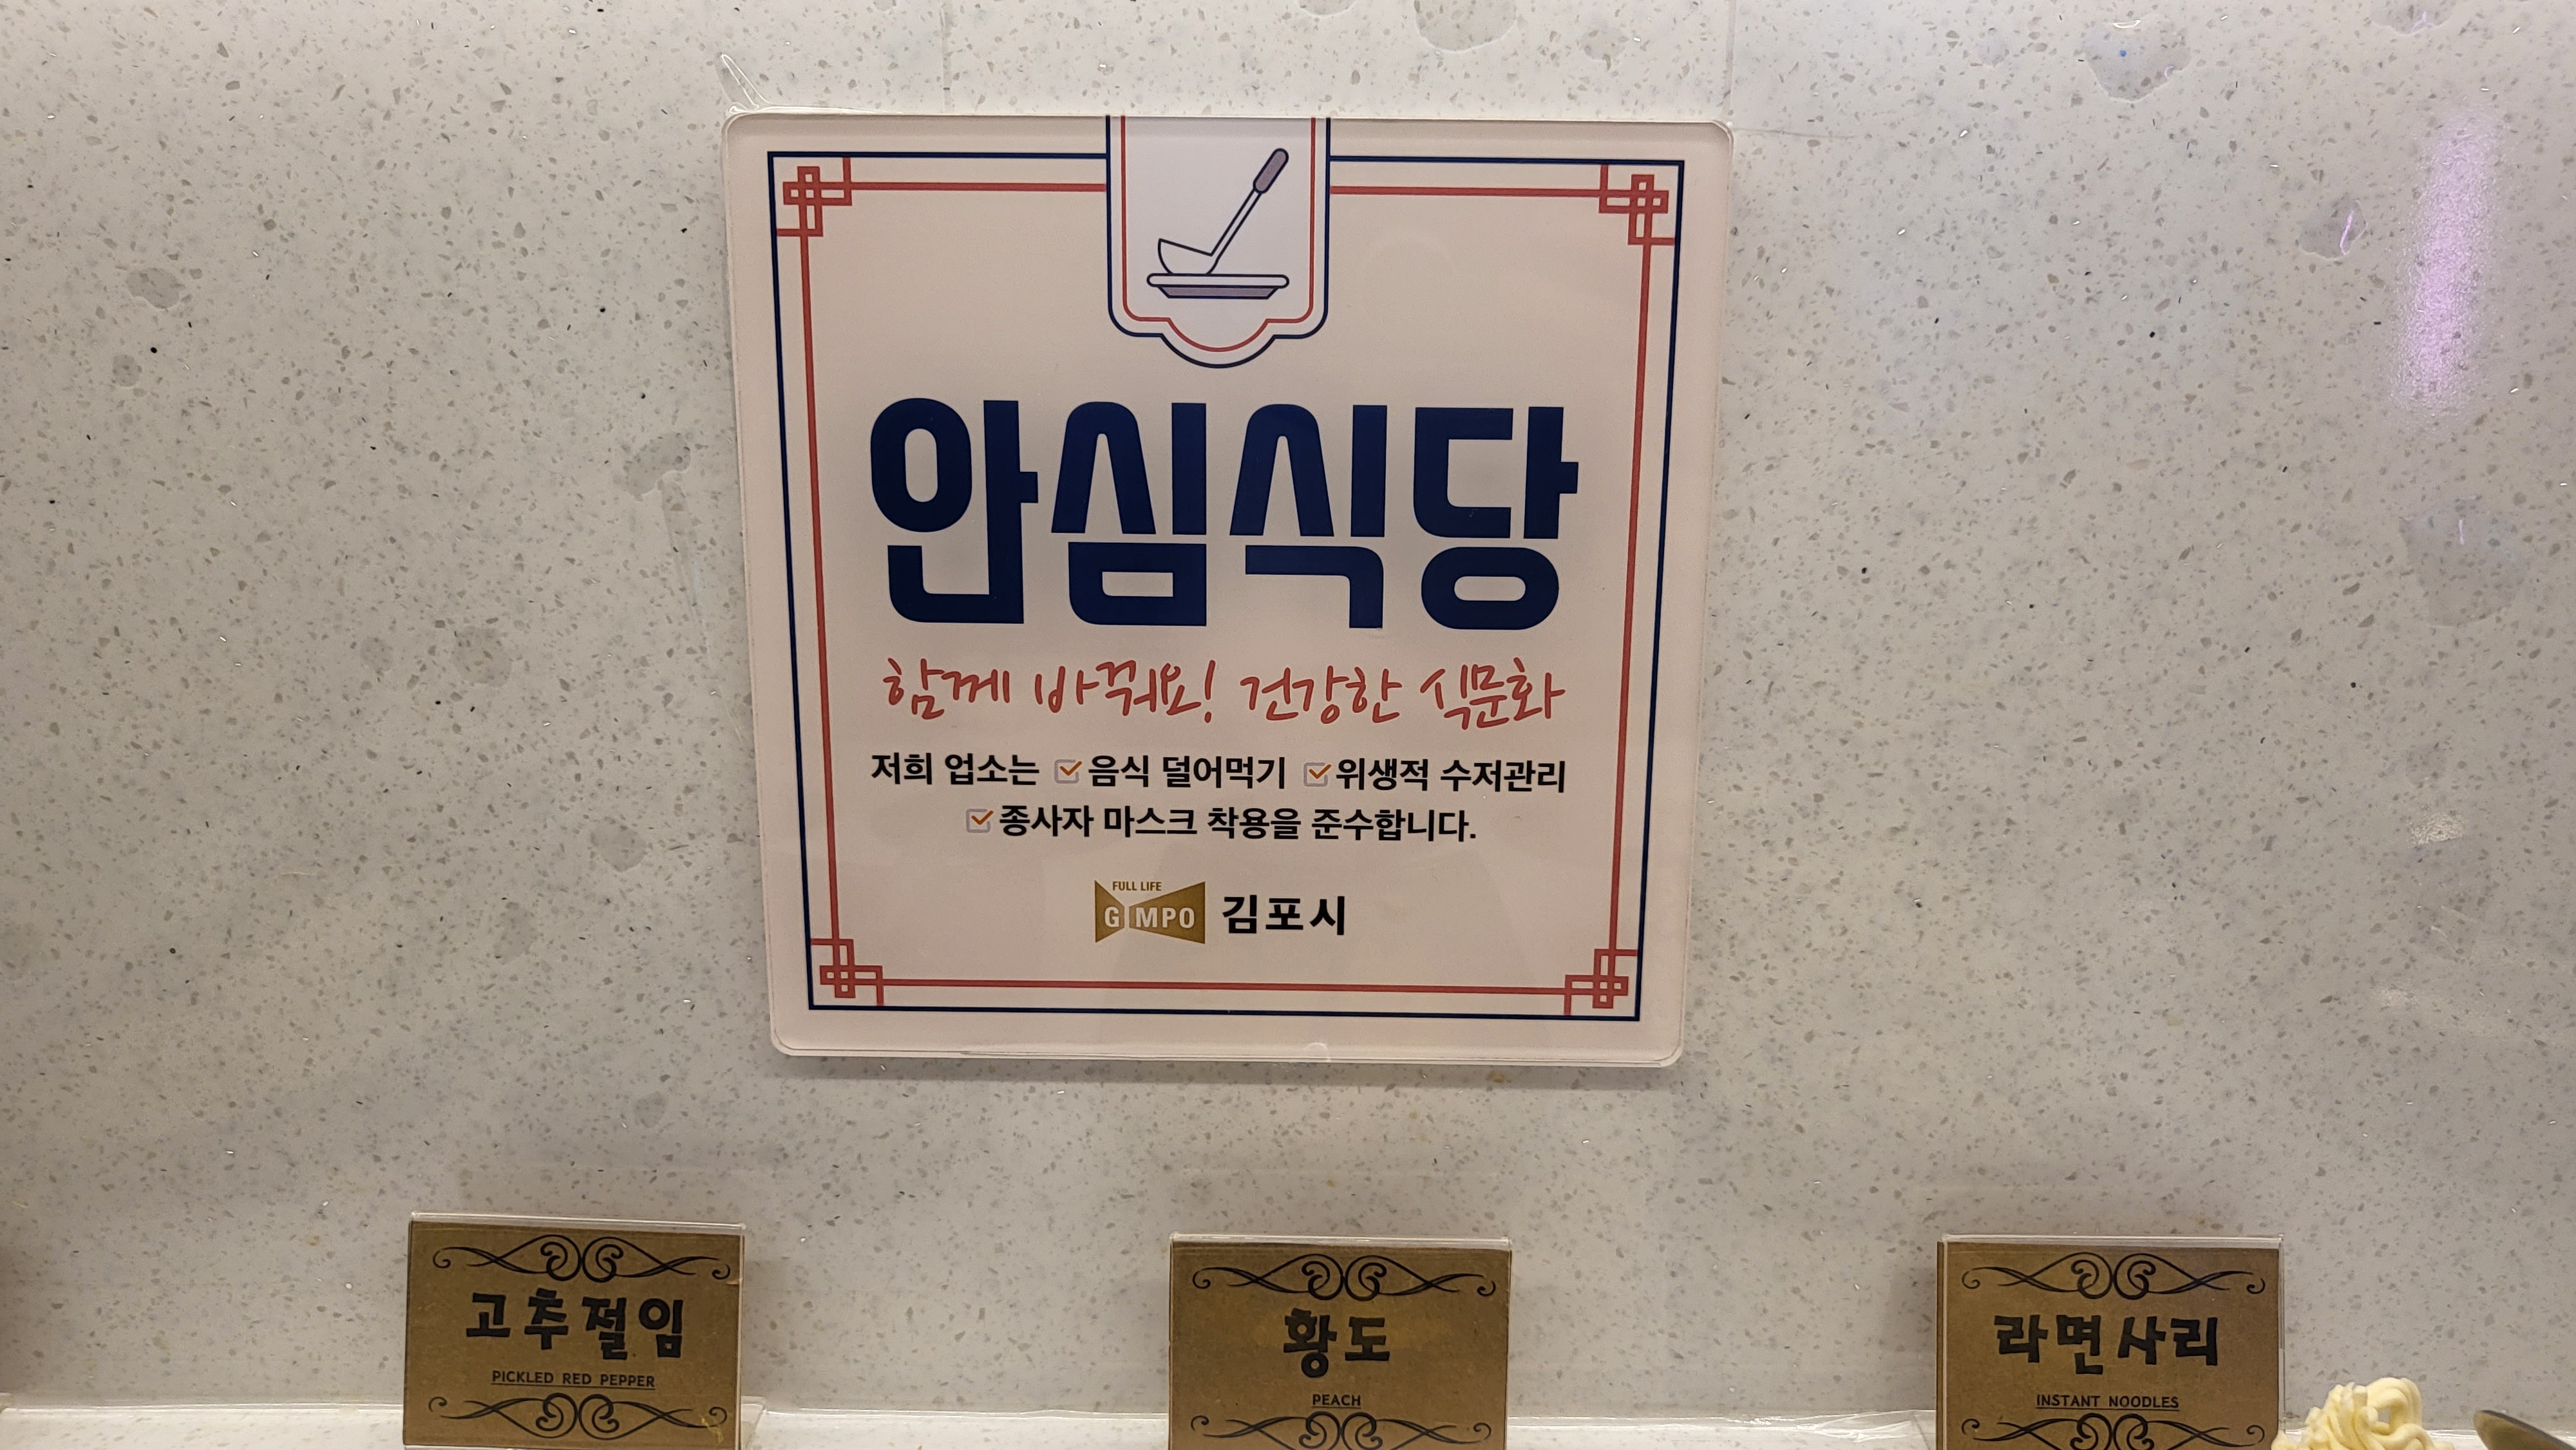 안심식당
함께 바꿔요! 건강한 식문화
저희 업소는 음식 덜어먹기 위생적 수저관리
종사자 마스크 착용을 준수합니다.
FULL LIFE
GIMPO 김포시
고추절임
PICKLED RED PEPPER
황도
PEACH
라면사리
INSTANT NOODLES